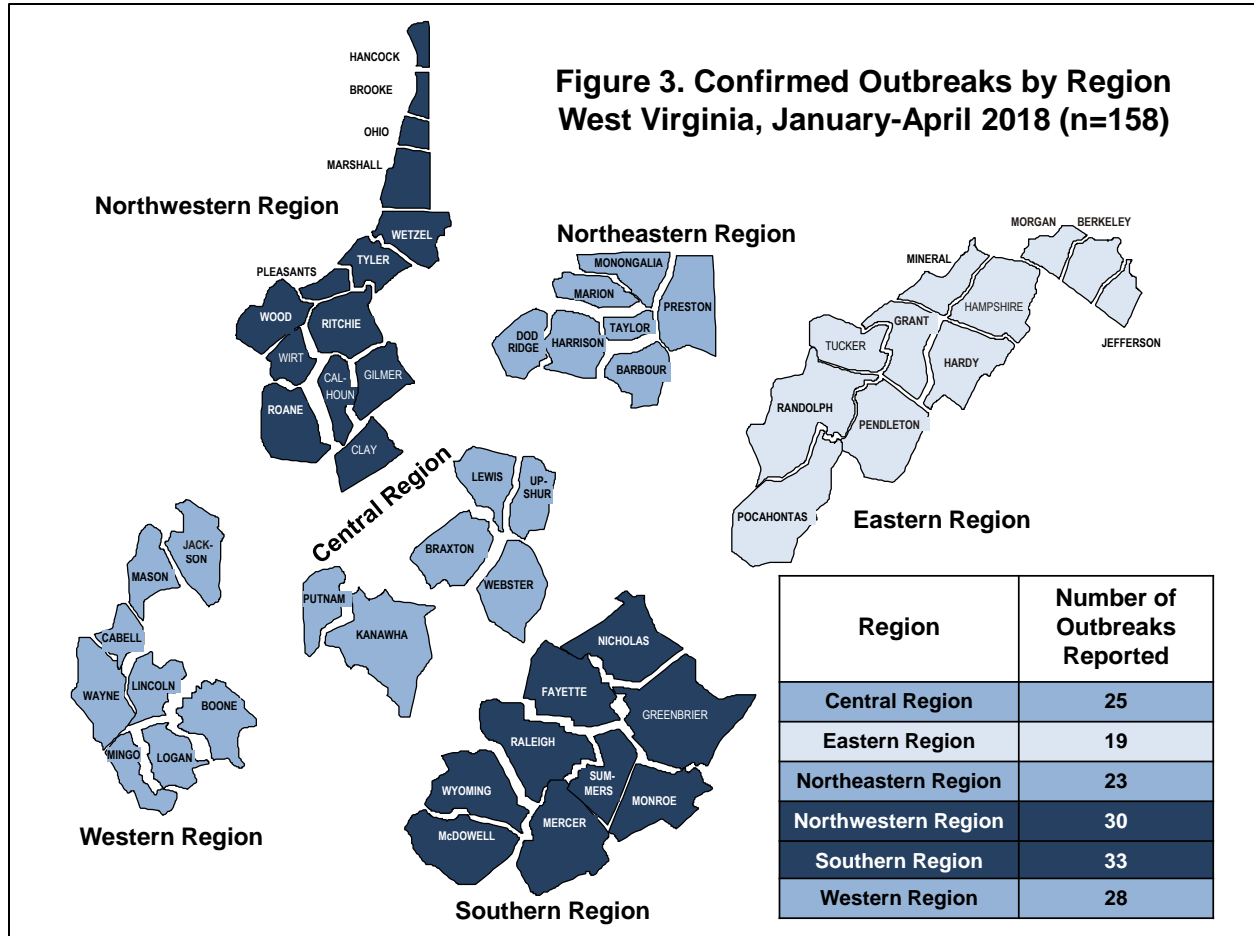 Figure 3. Confirmed Outbreaks by Region
West Virginia, January-April 2018 (n=158)
HANCOCK
BROOKE
OHIO
MARSHALL
Northwestern Region
WETZEL
TYLER
PLEASANTS
WOOD
RITCHIE
WIRT
CAL-
HOUN
GILMER
ROANE
CLAY
Northeastern Region
MONONGALIA
MARION
PRESTON
TAYLOR
DOD
RIDGE
HARRISON
BARBOUR
MORGAN
BERKELEY
MINERAL
HAMPSHIRE
GRANT
JEFFERSON
TUCKER
HARDY
RANDOLPH
PENDLETON
POCAHONTAS
Eastern Region
Central Region
LEWIS
UP-
SHUR
BRAXTON
WEBSTER
PUTNAM
KANAWHA
JACK-
SON
MASON
CABELL
WAYNE
LINCOLN
BOONE
MINGO
LOGAN
Western Region
NICHOLAS
FAYETTE
GREENBRIER
RALEIGH
SUM-
MERS
WYOMING
MONROE
MERCER
McDOWELL
Southern Region
Region
Number of
Outbreaks
Reported
Central Region 25
Eastern Region 19
Northeastern Region 23
Northwestern Region 30
Southern Region 33
Western Region 28